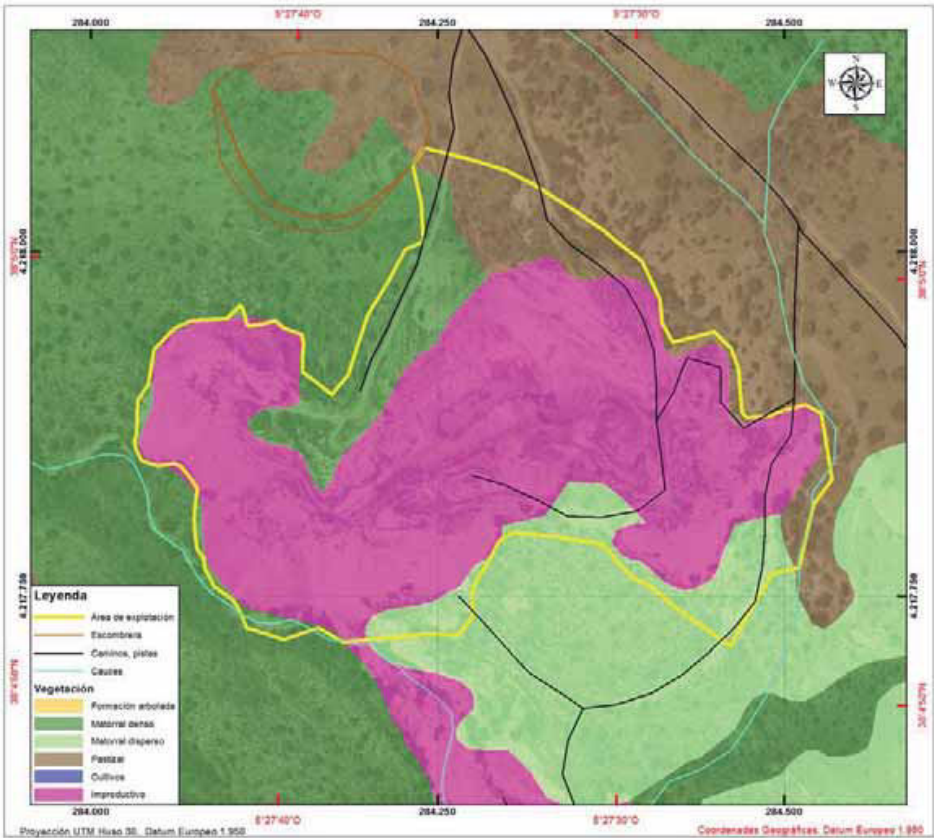 284.000
5°27'40"O
284.250
5°27'30"O
284.500
N
W E
S
4.218.000
38°5'0"N
4.218.000
38°5'0"N
4.217.750
38°4'50"N
4.217.750
38°4'50"N
Leyenda
Área de explotación
Escombrera
Caminos, pistas
Cauces
Vegetación
Formación arbolada
Matorral denso
Matorral disperso
Pastizal
Cultivos
Improductivo
284.000
5°27'40"O
284.250
5°27'30"O
284.500
Proyección UTM Huso 30. Datum Europeo 1.950
Coordenadas Geográficas. Datum Europeo 1.950